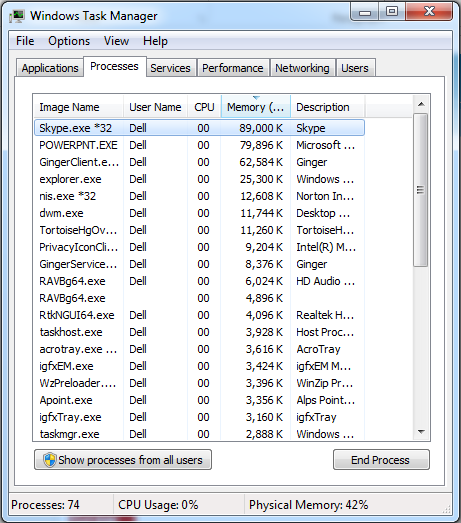 Windows Task Manager
File Options View Help
Applications Processes Services Performance Networking Users
Image Name User Name CPU Memory (... Description
Skype.exe *32 Dell 00 89,000 K Skype
POWERPNT.EXE Dell 00 79,896 K Microsoft ...
GingerClient.e... Dell 00 62,584 K Ginger
explorer.exe Dell 00 25,300 K Windows ...
nis.exe *32 Dell 00 12,608 K Norton In...
dwm.exe Dell 00 11,744 K Desktop ...
TortoiseHgOv... Dell 00 11,260 K TortoiseH...
PrivacyIconCli... Dell 00 9,204 K Intel(R) M...
GingerService... Dell 00 8,376 K Ginger
RAVBg64.exe Dell 00 6,024 K HD Audio ...
RAVBg64.exe 00 4,896 K
RtkNGUI64.exe Dell 00 4,096 K Realtek H...
taskhost.exe Dell 00 3,928 K Host Proc...
acrotray.exe ... Dell 00 3,616 K AcroTray
igfxEM.exe Dell 00 3,424 K igfxEM M...
WzPreloader.... Dell 00 3,396 K WinZip Pr...
Apoint.exe Dell 00 3,356 K Alps Point...
igfxTray.exe Dell 00 3,160 K igfxTray
taskmgr.exe Dell 00 2,888 K Windows ...
Show processes from all users End Process
Processes: 74 CPU Usage: 0% Physical Memory: 42%